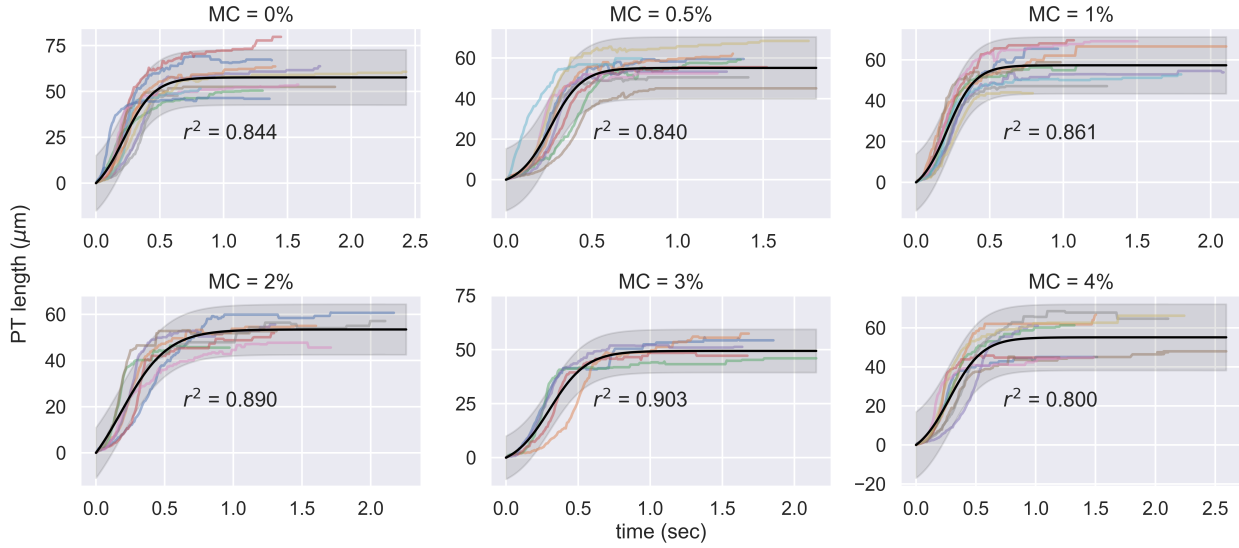 MC = 0%
MC = 0.5%
MC = 1%
75
50
25
0
r² = 0.844
0.0 0.5 1.0 1.5 2.0 2.5
60
40
20
0
r² = 0.840
0.0 0.5 1.0 1.5
60
40
20
0
r² = 0.861
0.0 0.5 1.0 1.5 2.0
PT length (μm)
MC = 2%
MC = 3%
MC = 4%
60
40
20
0
r² = 0.890
0.0 0.5 1.0 1.5 2.0
75
50
25
0
r² = 0.903
0.0 0.5 1.0 1.5 2.0
60
40
20
0
−20
r² = 0.800
0.0 0.5 1.0 1.5 2.0 2.5
time (sec)